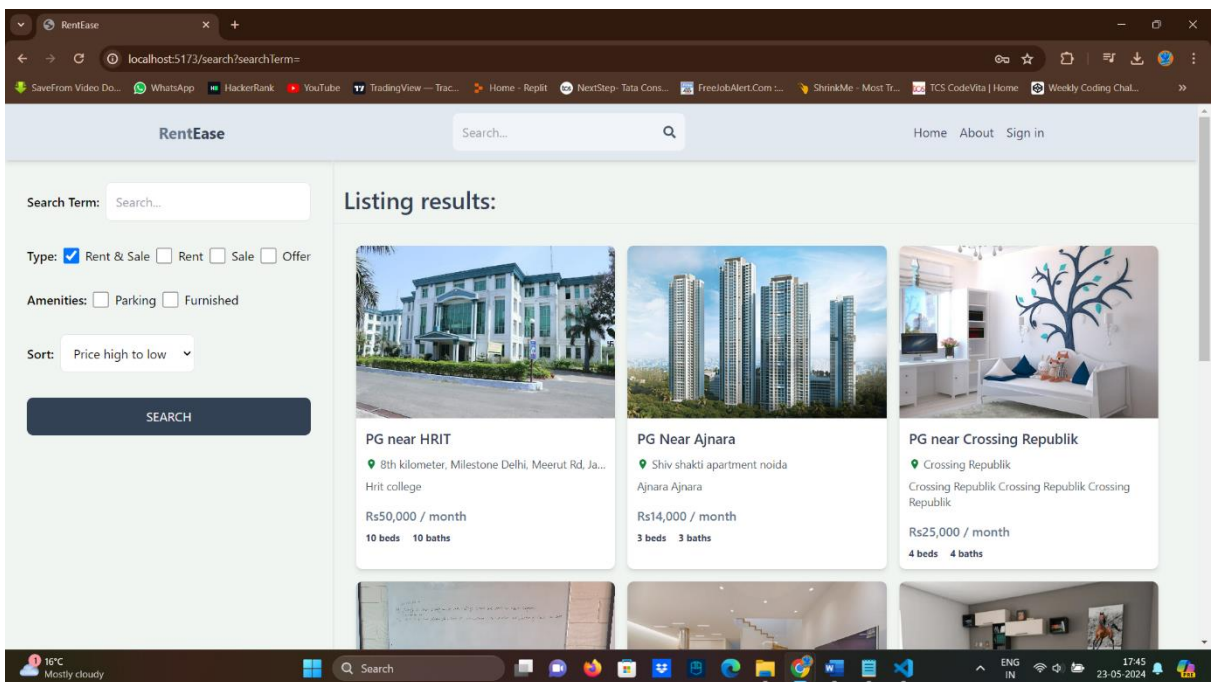 RentEase
localhost:5173/search?searchTerm=
SaveFrom Video Do... WhatsApp HackerRank YouTube TradingView — Trac... Home - Replit NextStep- Tata Cons... FreeJobAlert.Com :... ShrinkMe - Most Tr... TCS CodeVita | Home Weekly Coding Chal... »
RentEase Search... Home About Sign in
Search Term: Search...
Type: Rent & Sale Rent Sale Offer
Amenities: Parking Furnished
Sort: Price high to low
SEARCH
Listing results:
PG near HRIT
8th kilometer, Milestone Delhi, Meerut Rd, Ja...
Hrit college
Rs50,000 / month
10 beds 10 baths
PG Near Ajnara
Shiv shakti apartment noida
Ajnara Ajnara
Rs14,000 / month
3 beds 3 baths
PG near Crossing Republik
Crossing Republik
Crossing Republik Crossing Republik Crossing
Republik
Rs25,000 / month
4 beds 4 baths
1
16°C
Mostly cloudy
Search
ENG
IN
17:45
23-05-2024